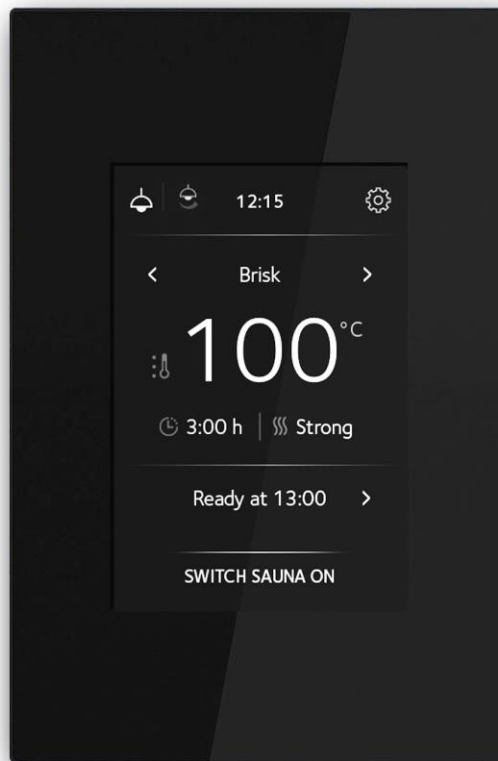 12:15
Brisk
100 °C
3:00 h | Strong
Ready at 13:00
SWITCH SAUNA ON